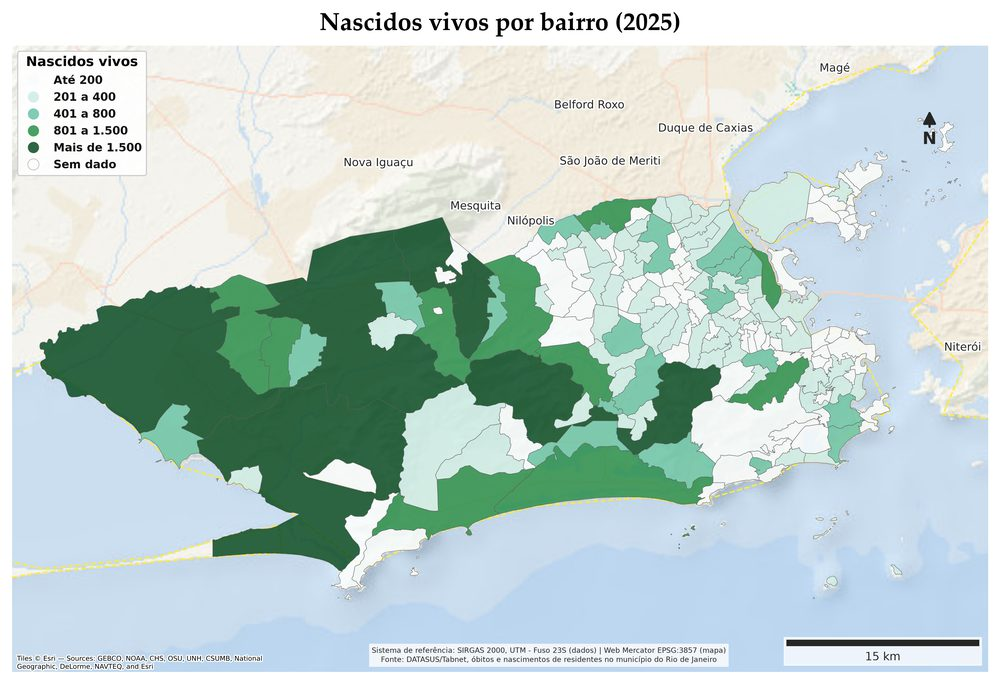 Nascidos vivos por bairro (2025)
Nascidos vivos
Até 200
201 a 400
401 a 800
801 a 1.500
Mais de 1.500
Sem dado
Magé
Belford Roxo
Duque de Caxias
N
São João de Meriti
Nova Iguaçu
Mesquita
Nilópolis
Niterói
Tiles © Esri — Sources: GEBCO, NOAA, CHS, OSU, UNH, CSUMB, National
Geographic, DeLorme, NAVTEQ, and Esri
Sistema de referência: SIRGAS 2000, UTM - Fuso 23S (dados) | Web Mercator EPSG:3857 (mapa)
Fonte: DATASUS/Tabnet, óbitos e nascimentos de residentes no município do Rio de Janeiro
15 km